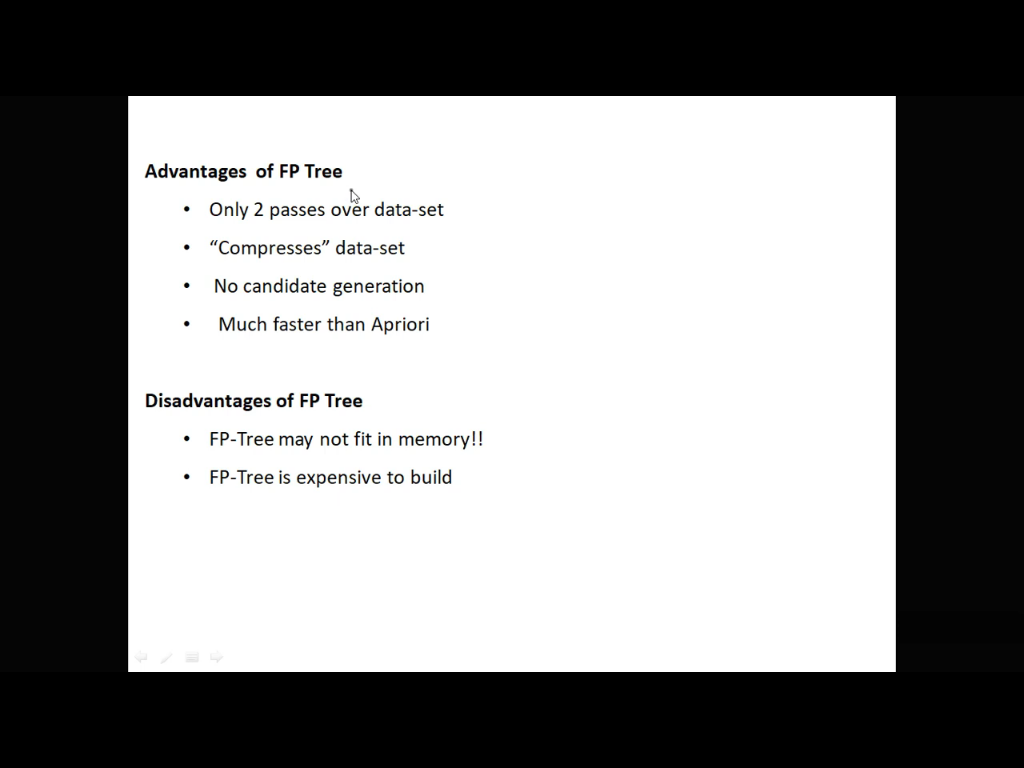 Advantages of FP Tree
• Only 2 passes over data-set
• “Compresses” data-set
• No candidate generation
• Much faster than Apriori
Disadvantages of FP Tree
• FP-Tree may not fit in memory!!
• FP-Tree is expensive to build